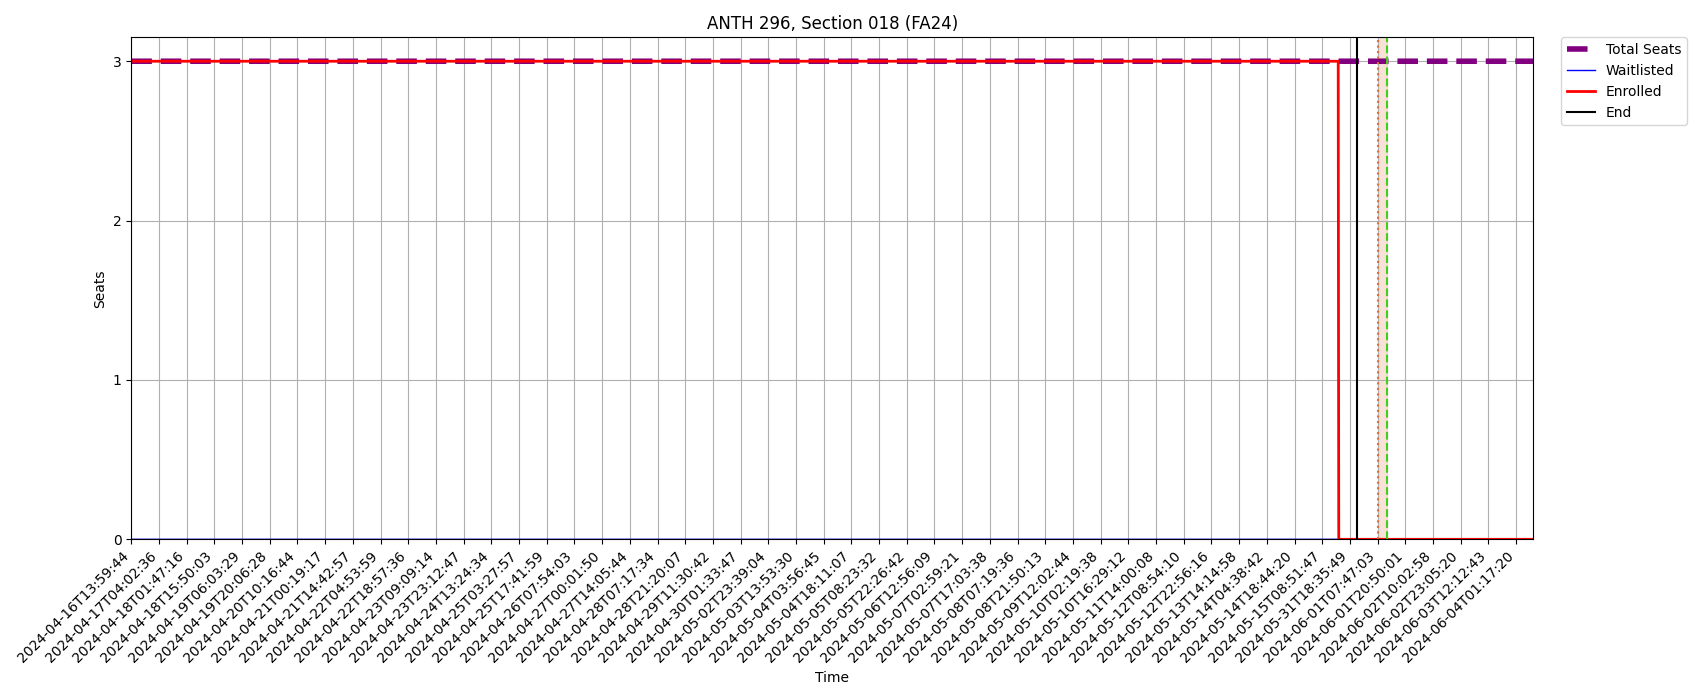 ANTH 296, Section 018 (FA24)
Total Seats
Waitlisted
Enrolled
End
Seats
3
2
1
0
2024-04-16T13:59:44
2024-04-17T04:02:36
2024-04-18T01:47:16
2024-04-18T15:50:03
2024-04-19T06:03:29
2024-04-19T20:06:28
2024-04-20T10:16:44
2024-04-21T00:19:17
2024-04-21T14:42:57
2024-04-22T04:53:59
2024-04-22T18:57:36
2024-04-23T09:09:14
2024-04-23T23:12:47
2024-04-24T13:24:34
2024-04-25T03:27:57
2024-04-25T17:41:59
2024-04-26T07:54:03
2024-04-27T00:01:50
2024-04-27T14:05:44
2024-04-28T07:17:34
2024-04-28T21:20:07
2024-04-29T11:30:42
2024-04-30T01:33:47
2024-05-02T23:39:04
2024-05-03T13:53:30
2024-05-04T03:56:45
2024-05-04T18:11:07
2024-05-05T08:23:32
2024-05-05T22:26:42
2024-05-06T12:56:09
2024-05-07T02:59:21
2024-05-07T17:03:38
2024-05-08T07:19:36
2024-05-08T21:50:13
2024-05-09T12:02:44
2024-05-10T02:19:38
2024-05-10T16:29:12
2024-05-11T14:00:08
2024-05-12T08:54:10
2024-05-12T22:56:16
2024-05-13T14:14:58
2024-05-14T04:38:42
2024-05-14T18:44:20
2024-05-15T08:51:47
2024-05-31T18:35:49
2024-06-01T07:47:03
2024-06-01T20:50:01
2024-06-02T10:02:58
2024-06-02T23:05:20
2024-06-03T12:12:43
2024-06-04T01:17:20
Time